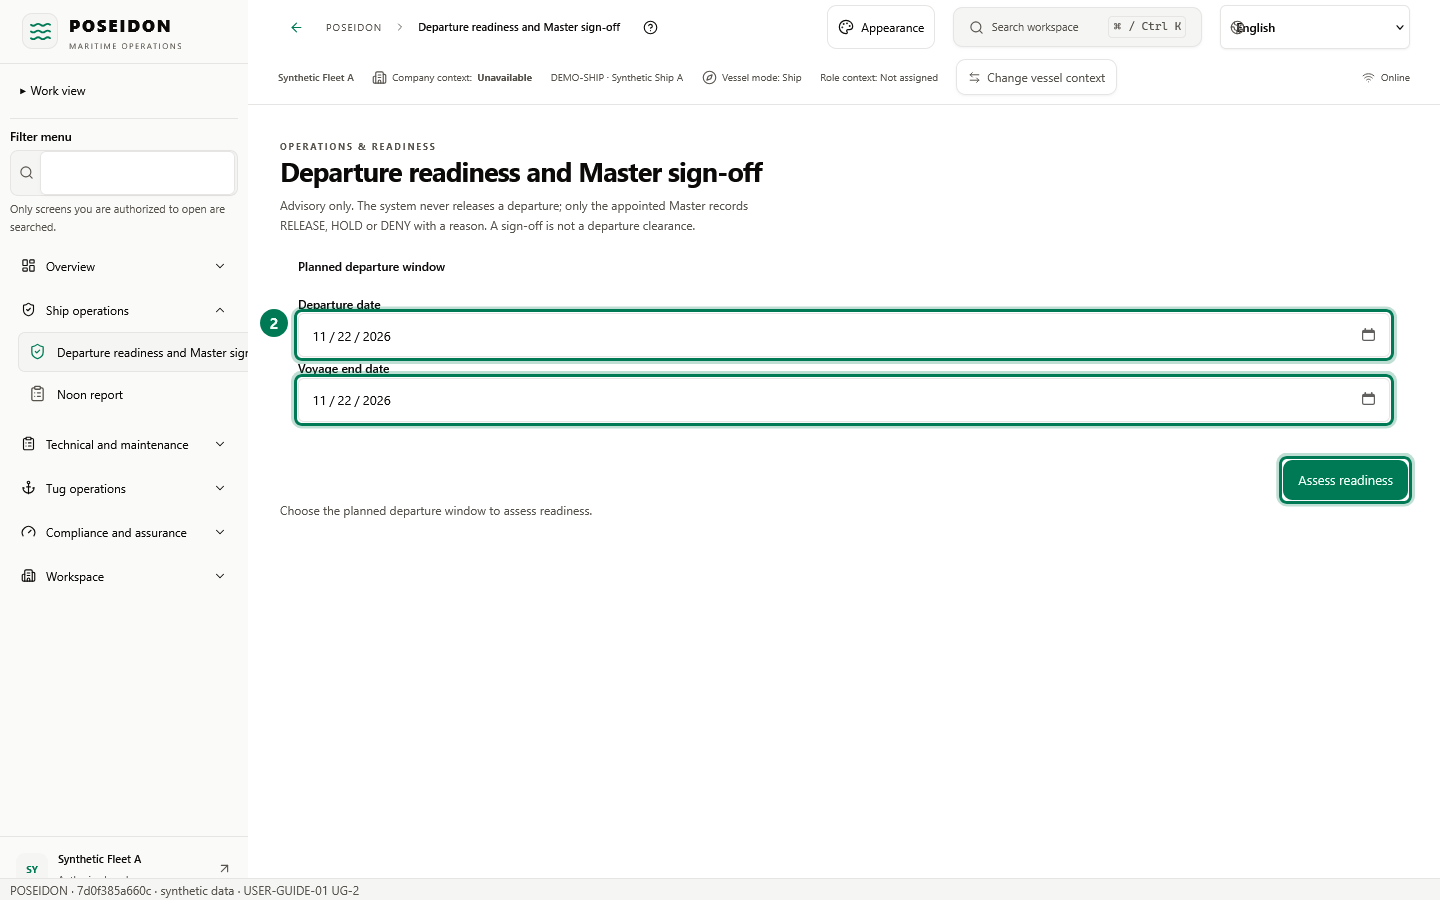 POSEIDON
MARITIME OPERATIONS
Work view
Filter menu
Only screens you are authorized to open are
searched.
Overview
Ship operations
Departure readiness and Master sign
Noon report
Technical and maintenance
Tug operations
Compliance and assurance
Workspace
SY
Synthetic Fleet A
POSEIDON
Departure readiness and Master sign-off
Appearance
Search workspace
⌘ / Ctrl K
English
Synthetic Fleet A
Company context: Unavailable
DEMO-SHIP · Synthetic Ship A
Vessel mode: Ship
Role context: Not assigned
Change vessel context
Online
OPERATIONS & READINESS
Departure readiness and Master sign-off
Advisory only. The system never releases a departure; only the appointed Master records
RELEASE, HOLD or DENY with a reason. A sign-off is not a departure clearance.
Planned departure window
Departure date
2
11 / 22 / 2026
Voyage end date
11 / 22 / 2026
Assess readiness
Choose the planned departure window to assess readiness.
POSEIDON · 7d0f385a660c · synthetic data · USER-GUIDE-01 UG-2